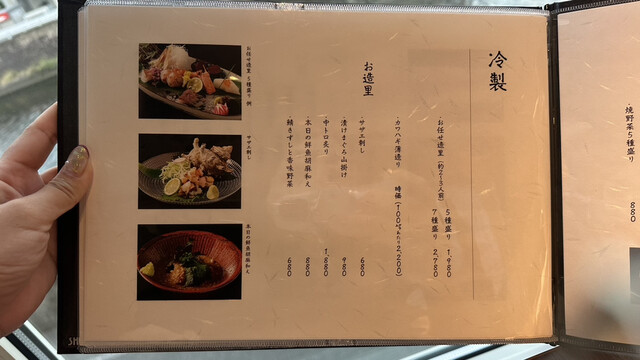 焼野菜5種盛り 880
冷製
お造里
・お任せ造里(約2~3人前) 5種盛り 1,980
7種盛り 2,780
・カワハギ薄造り 時価(100gあたり2,200)
・サザエ刺し 680
・漬けまぐろ山掛け 980
・中トロ炙り 1,880
・本日の鮮魚胡麻和え 880
・鯖きずしと香味野菜 680
お任せ造里 5種盛り 例
サザエ刺し
本日の鮮魚胡麻和え